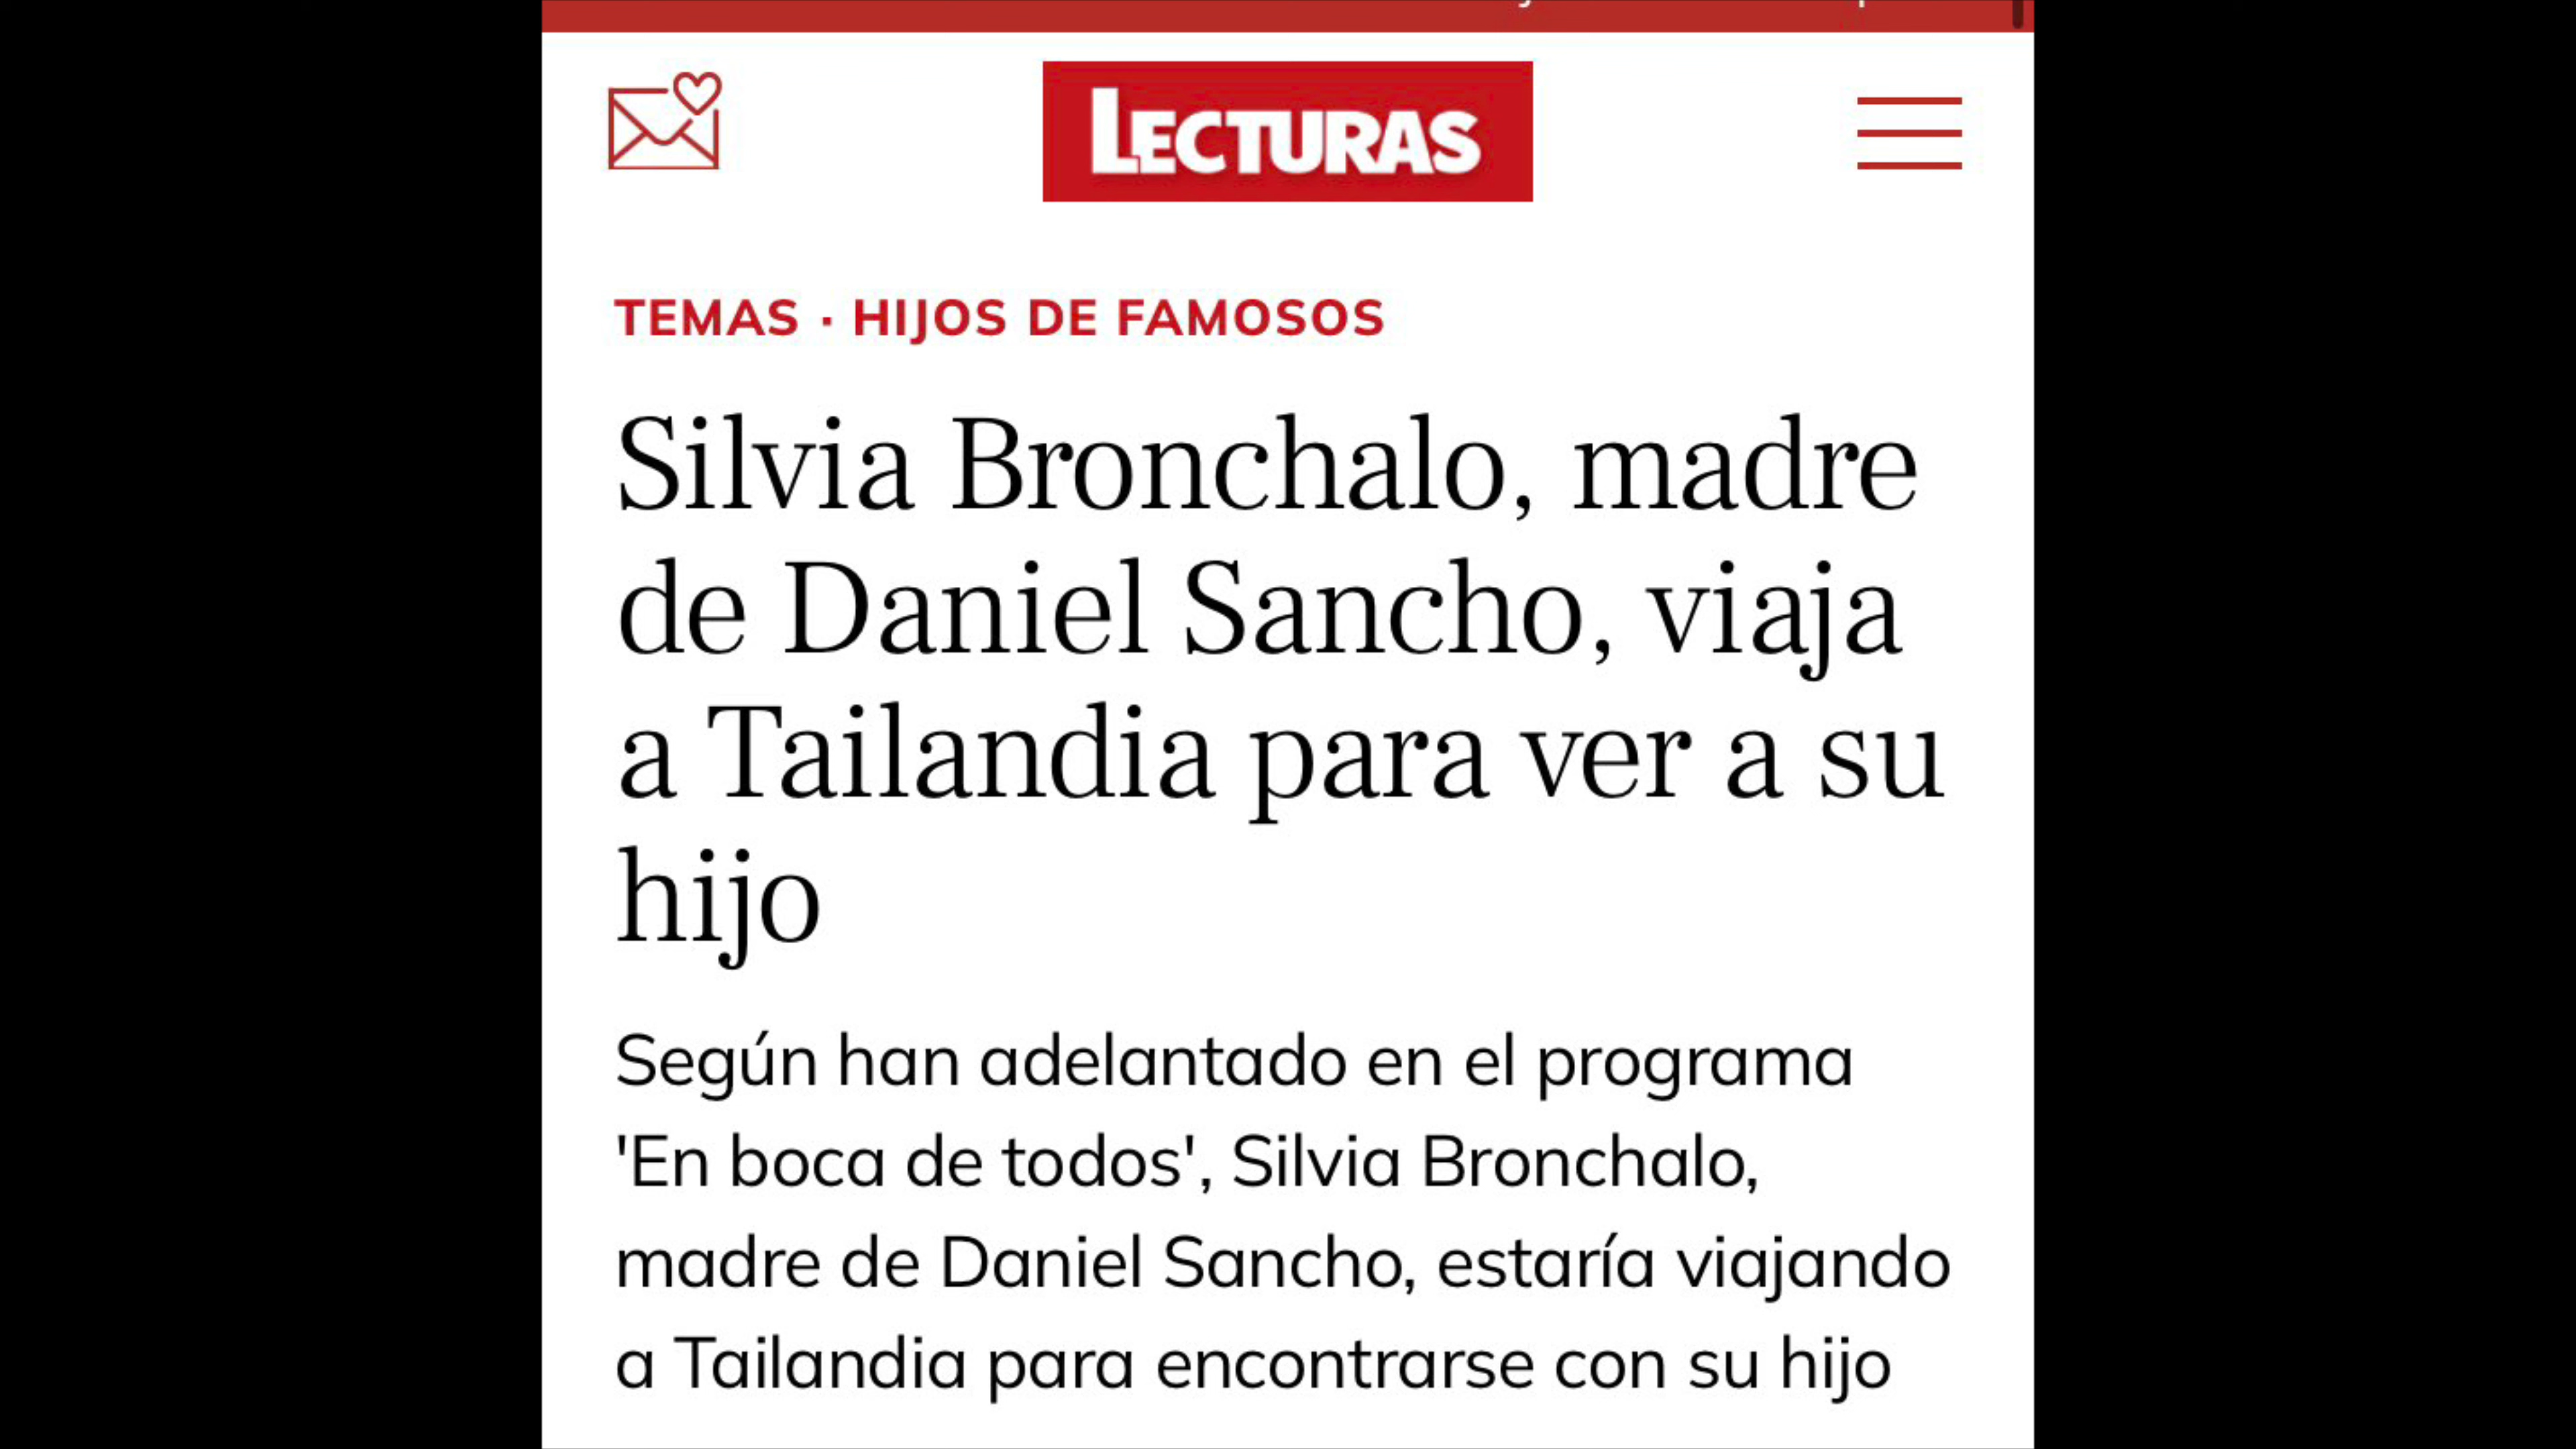 LECTURAS
TEMAS · HIJOS DE FAMOSOS
Silvia Bronchalo, madre
de Daniel Sancho, viaja
a Tailandia para ver a su
hijo
Según han adelantado en el programa
'En boca de todos', Silvia Bronchalo,
madre de Daniel Sancho, estaría viajando
a Tailandia para encontrarse con su hijo